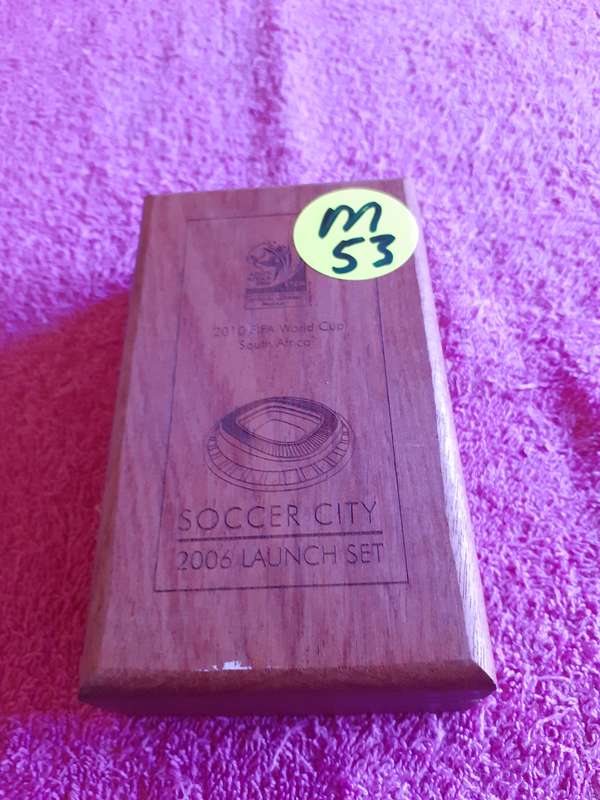 M
53
2010 FIFA World Cup
South Africa
SOCCER CITY
2006 LAUNCH SET